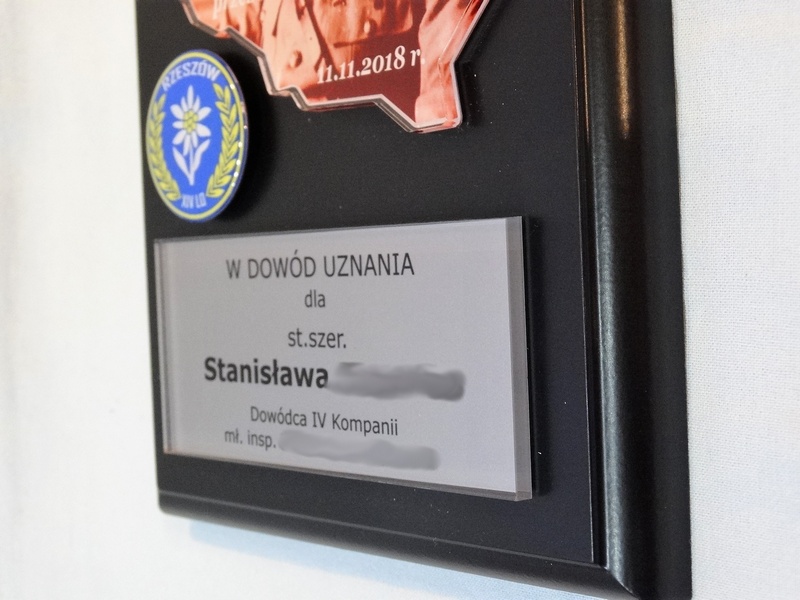 11.11.2018 r.
RZESZÓW
XIV LO
W DOWÓD UZNANIA
dla
st.szer.
Stanisława
Dowódca IV Kompanii
mł. insp.